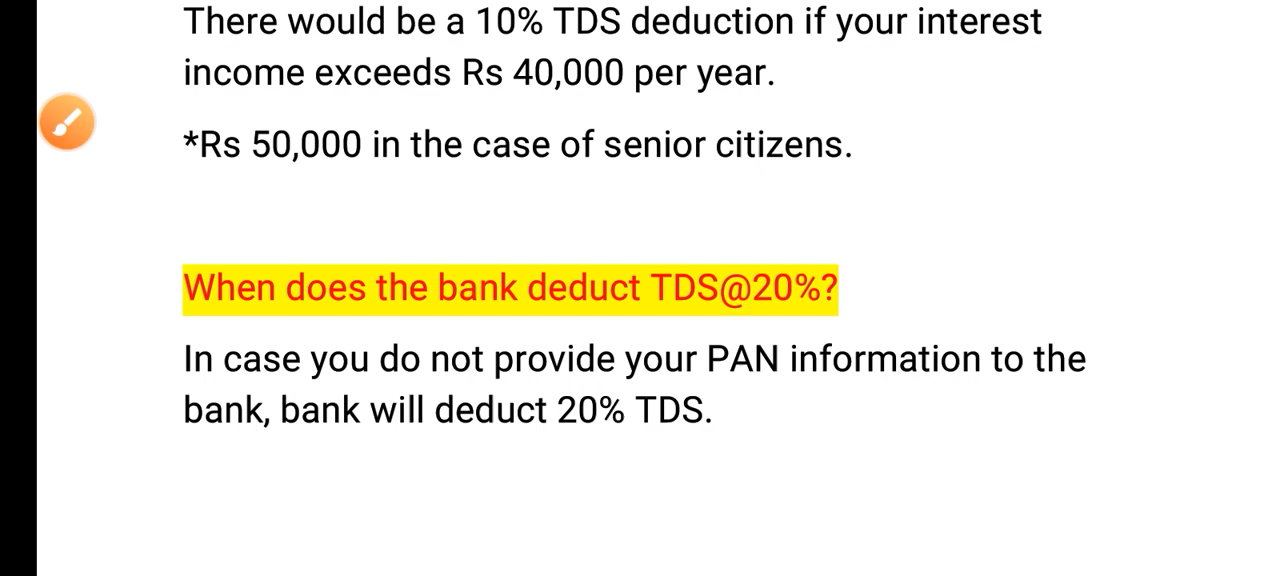 There would be a 10% TDS deduction if your interest
income exceeds Rs 40,000 per year.
*Rs 50,000 in the case of senior citizens.
When does the bank deduct TDS@20%?
In case you do not provide your PAN information to the
bank, bank will deduct 20% TDS.